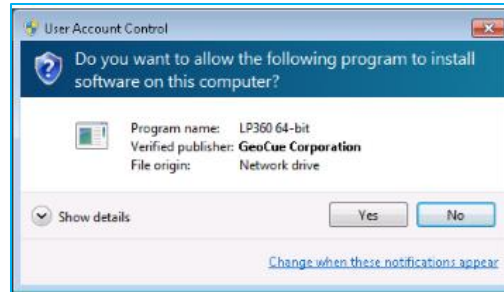 User Account Control
Do you want to allow the following program to install
software on this computer?
Program name: LP360 64-bit
Verified publisher: GeoCue Corporation
File origin: Network drive
Show details
Yes
No
Change when these notifications appear